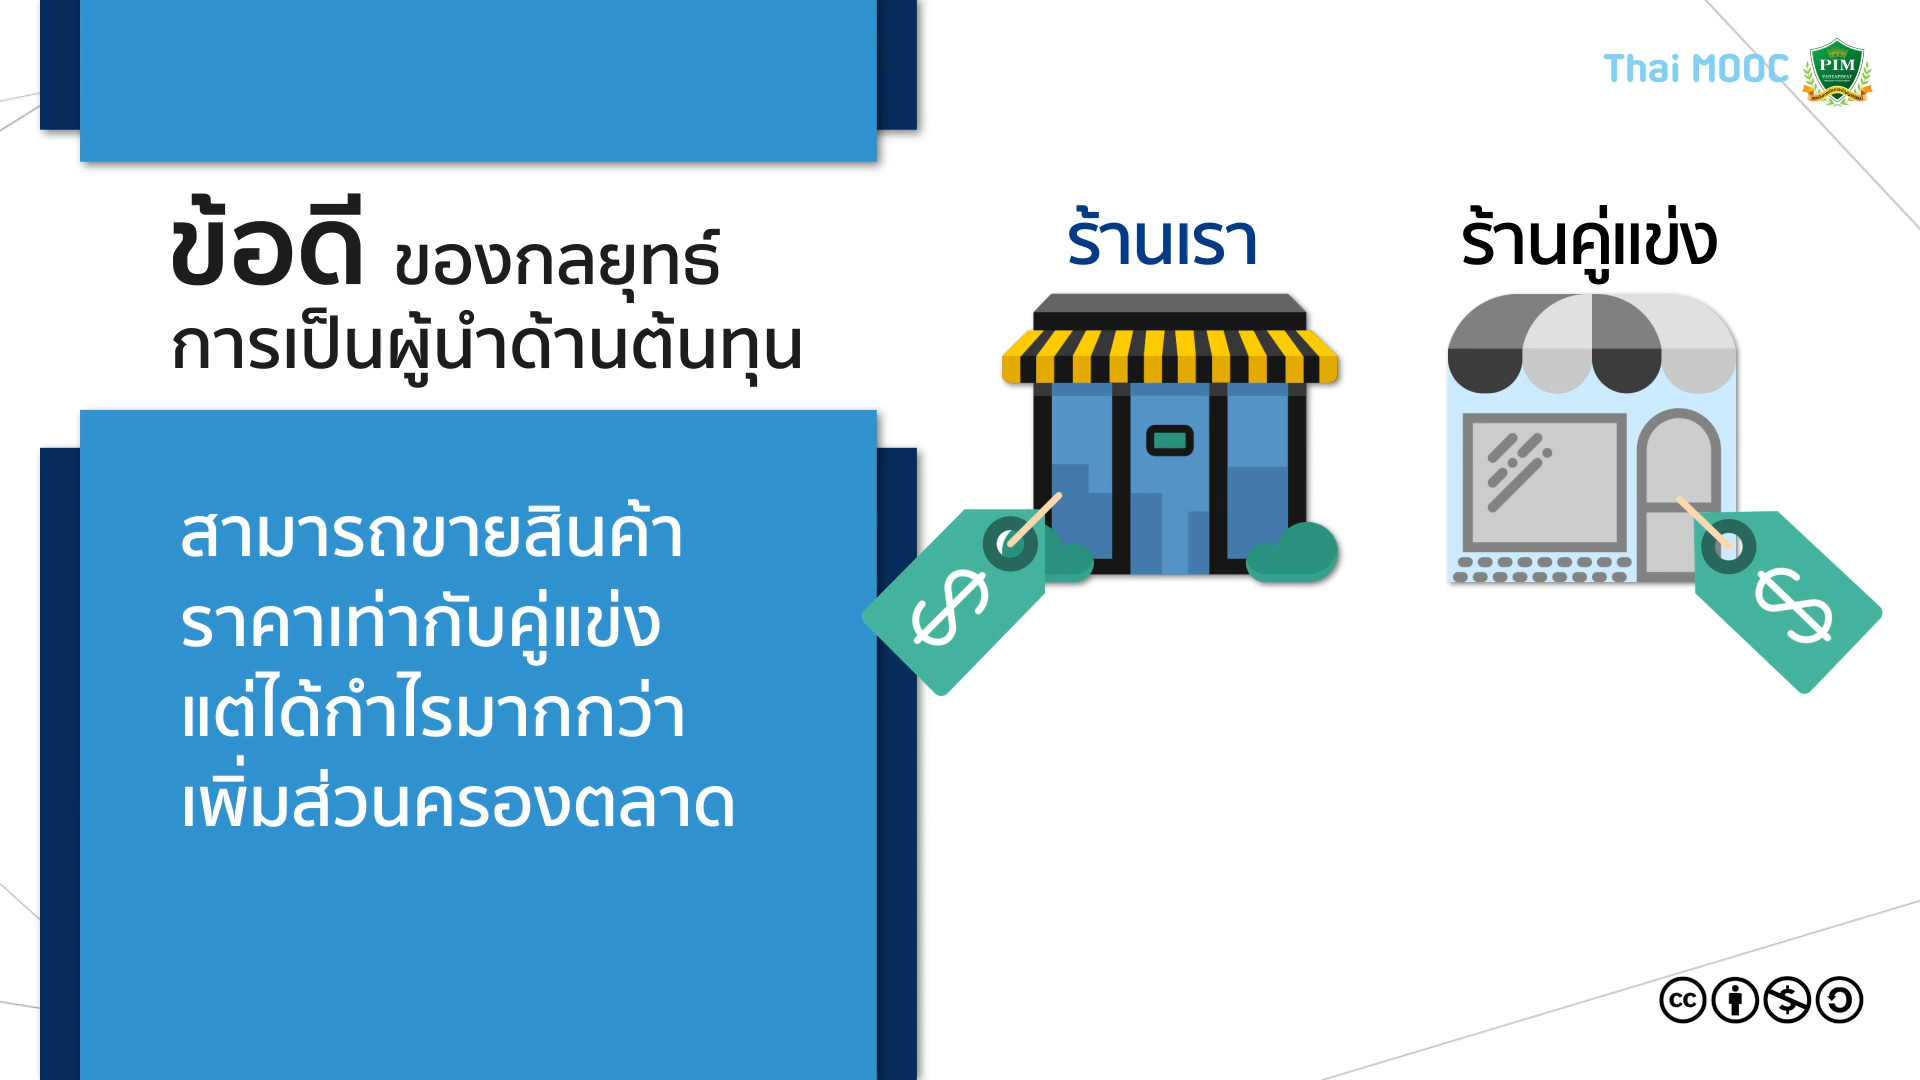 Thai MOOC
PIM
PANYAPIWAT
ข้อดี ของกลยุทธ์
การเป็นผู้นำด้านต้นทุน
ร้านเรา
ร้านคู่แข่ง
สามารถขายสินค้า
ราคาเท่ากับคู่แข่ง
แต่ได้กำไรมากกว่า
เพิ่มส่วนครองตลาด
$
$
cc